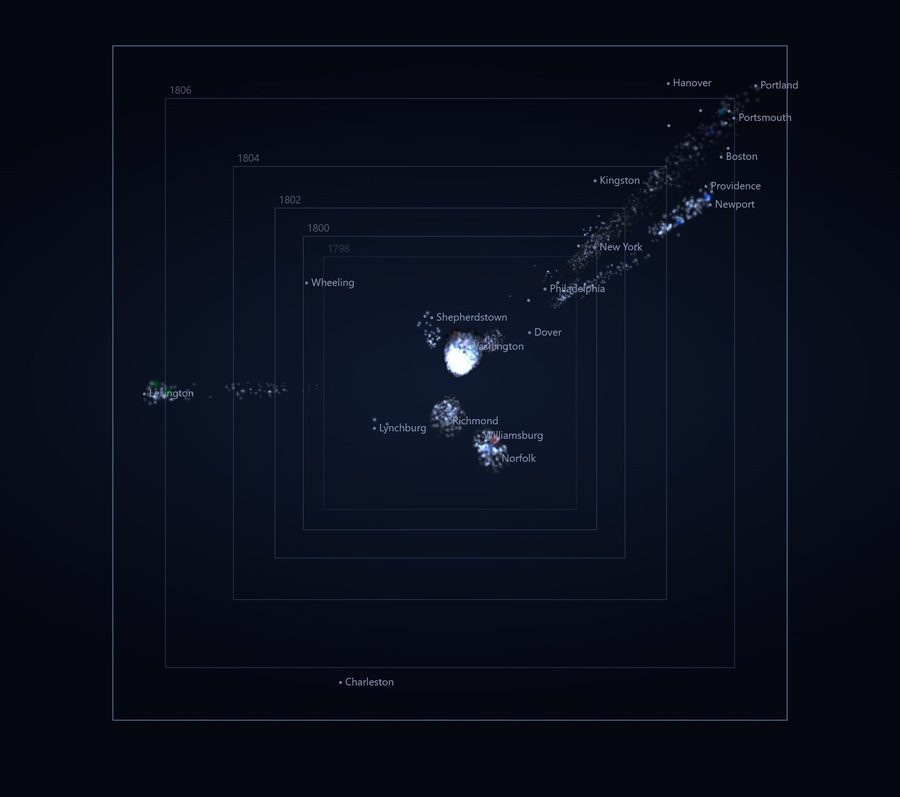 Hanover
Portland
1806
Portsmouth
Boston
1804
Kingston
Providence
1802
Newport
1800
New York
1798
Wheeling
Philadelphia
Shepherdstown
Dover
Washington
Lexington
Richmond
Lynchburg
Williamsburg
Norfolk
Charleston